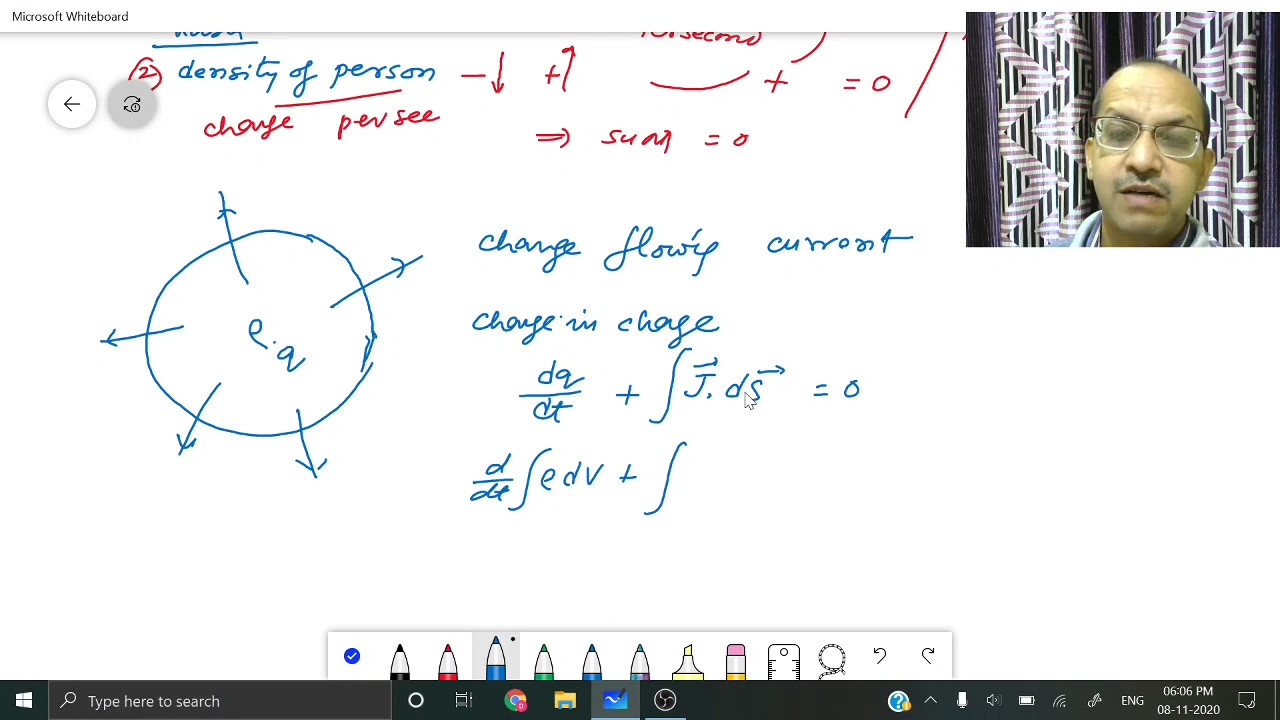 Microsoft Whiteboard
② density of person - ↓ + ↑
+ = 0
charge per sec
⇒ sum = 0
charge flowing current
ρ.q
change in charge
dq/dt + ∫ J⃗. ds⃗ = 0
d/dt ∫ρ dV + ∫
Type here to search
ENG
06:06 PM
08-11-2020